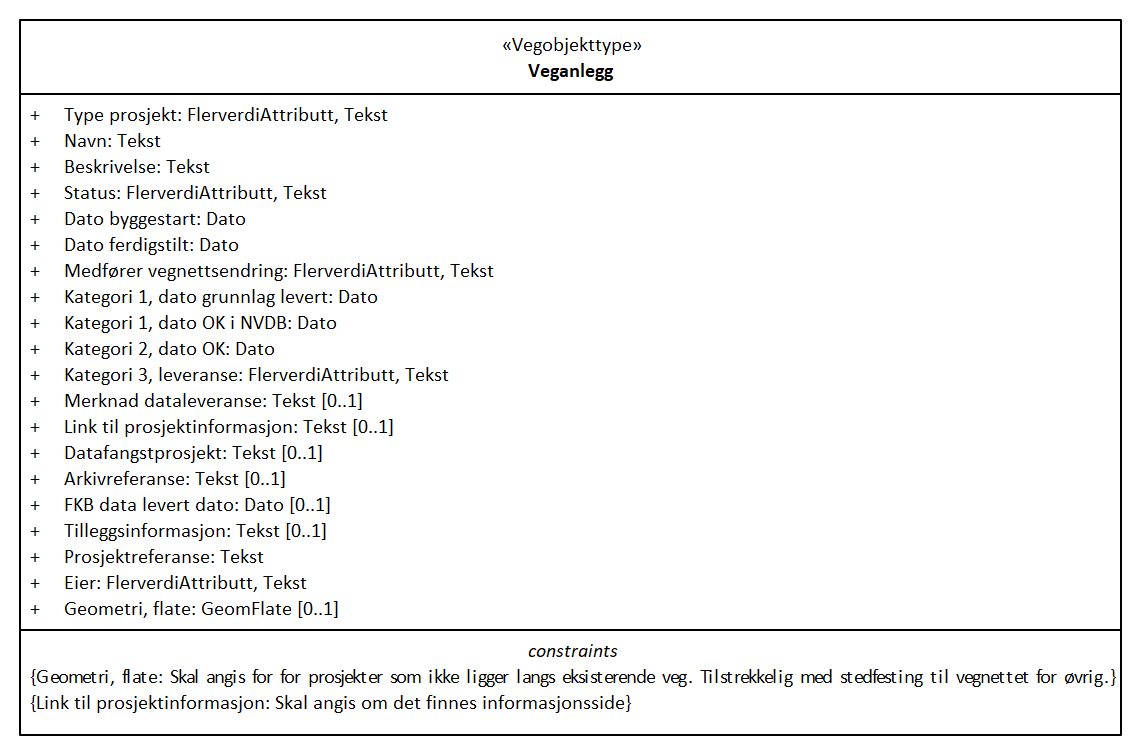 «Vegobjekttype»
Veganlegg
+ Type prosjekt: FlerverdiAttributt, Tekst
+ Navn: Tekst
+ Beskrivelse: Tekst
+ Status: FlerverdiAttributt, Tekst
+ Dato byggestart: Dato
+ Dato ferdigstilt: Dato
+ Medfører vegnettsendring: FlerverdiAttributt, Tekst
+ Kategori 1, dato grunnlag levert: Dato
+ Kategori 1, dato OK i NVDB: Dato
+ Kategori 2, dato OK: Dato
+ Kategori 3, leveranse: FlerverdiAttributt, Tekst
+ Merknad dataleveranse: Tekst [0..1]
+ Link til prosjektinformasjon: Tekst [0..1]
+ Datafangstprosjekt: Tekst [0..1]
+ Arkivreferanse: Tekst [0..1]
+ FKB data levert dato: Dato [0..1]
+ Tilleggsinformasjon: Tekst [0..1]
+ Prosjektreferanse: Tekst
+ Eier: FlerverdiAttributt, Tekst
+ Geometri, flate: GeomFlate [0..1]
constraints
{Geometri, flate: Skal angis for for prosjekter som ikke ligger langs eksisterende veg. Tilstrekkelig med stedfesting til vegnettet for øvrig.}
{Link til prosjektinformasjon: Skal angis om det finnes informasjonsside}